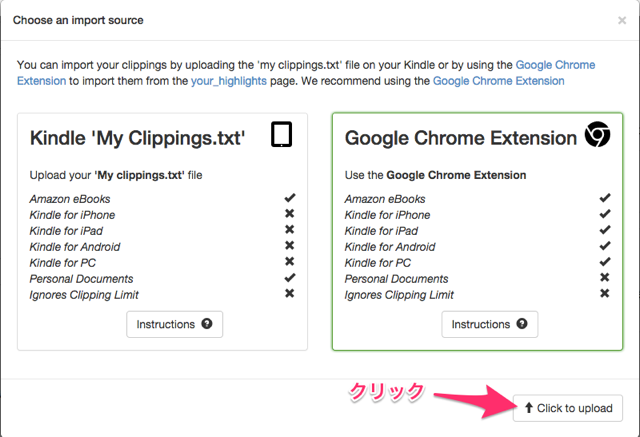 Choose an import source ×
You can import your clippings by uploading the 'my clippings.txt' file on your Kindle or by using the Google Chrome
Extension to import them from the your_highlights page. We recommend using the Google Chrome Extension
Kindle 'My Clippings.txt'
Upload your 'My clippings.txt' file
Amazon eBooks ✔
Kindle for iPhone ✖
Kindle for iPad ✖
Kindle for Android ✖
Kindle for PC ✖
Personal Documents ✔
Ignores Clipping Limit ✖
Instructions ?
Google Chrome Extension
Use the Google Chrome Extension
Amazon eBooks ✔
Kindle for iPhone ✔
Kindle for iPad ✔
Kindle for Android ✔
Kindle for PC ✔
Personal Documents ✖
Ignores Clipping Limit ✖
Instructions ?
クリック
Click to upload